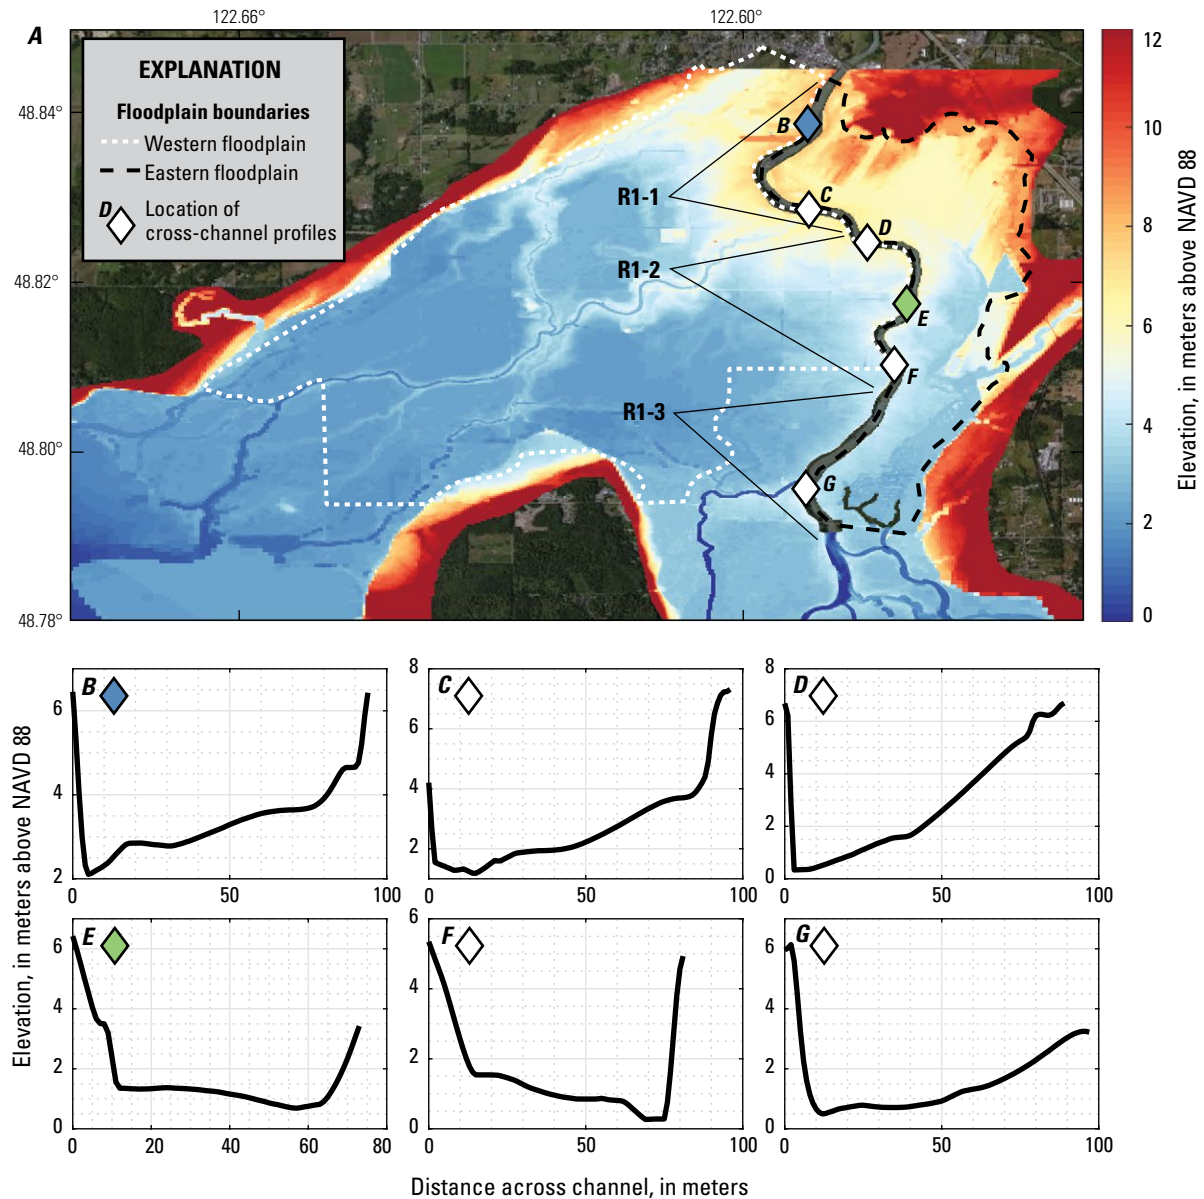 122.66°
122.60°
A
EXPLANATION
Floodplain boundaries
Western floodplain
Eastern floodplain
D
Location of
cross-channel profiles
48.84°
48.82°
48.80°
48.78°
B
C
D
E
F
G
R1-1
R1-2
R1-3
12
10
8
6
4
2
0
Elevation, in meters above NAVD 88
B
6
4
2
0
50
100
C
8
6
4
2
0
50
100
D
8
6
4
2
0
0
50
100
E
6
4
2
0
0
20
40
60
80
F
6
4
2
0
0
50
100
G
6
4
2
0
0
50
100
Elevation, in meters above NAVD 88
Distance across channel, in meters